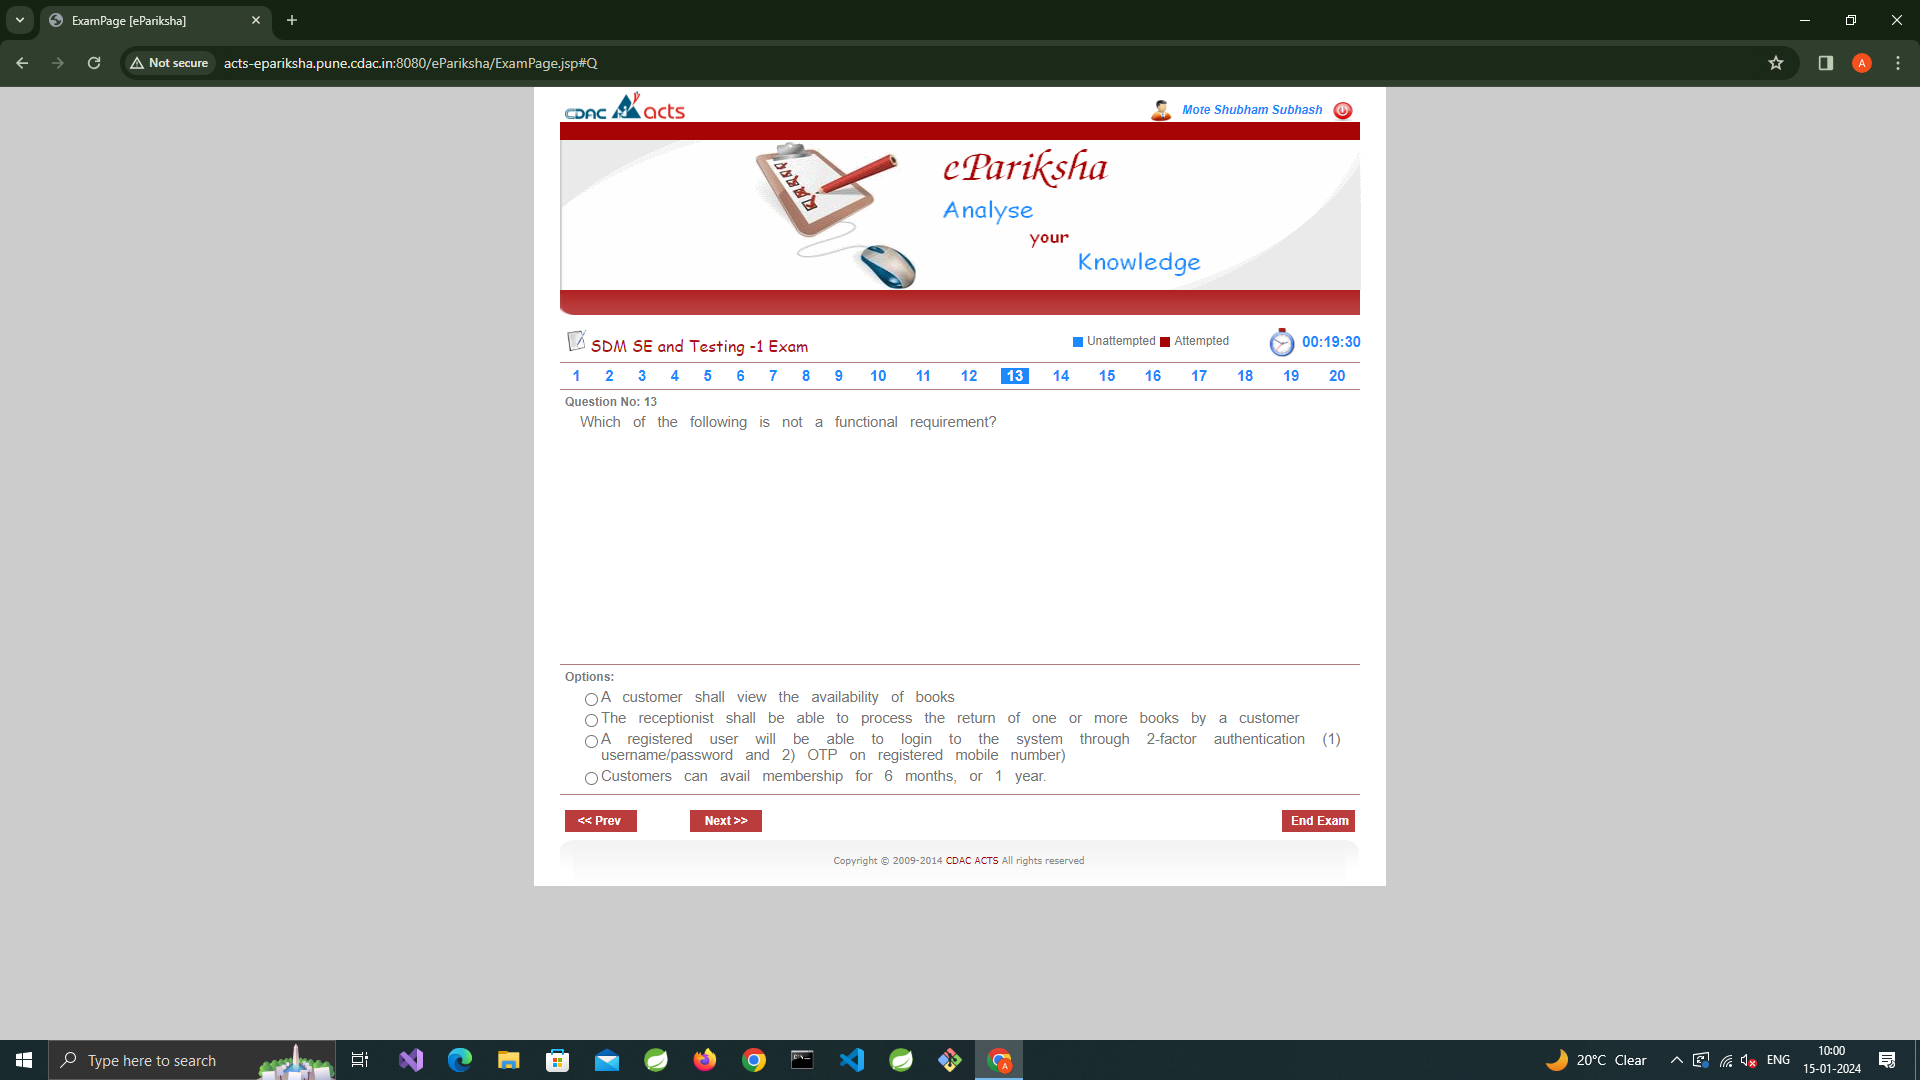 ExamPage [ePariksha]
Not secure
acts-epariksha.pune.cdac.in:8080/ePariksha/ExamPage.jsp#Q
A
CDAC acts
Mote Shubham Subhash
ePariksha
Analyse
your
Knowledge
SDM SE and Testing -1 Exam
Unattempted Attempted
00:19:30
1 2 3 4 5 6 7 8 9 10 11 12 13 14 15 16 17 18 19 20
Question No: 13
Which of the following is not a functional requirement?
Options:
A customer shall view the availability of books
The receptionist shall be able to process the return of one or more books by a customer
A registered user will be able to login to the system through 2-factor authentication (1)
username/password and 2) OTP on registered mobile number)
Customers can avail membership for 6 months, or 1 year.
<< Prev
Next >>
End Exam
Copyright © 2009-2014 CDAC ACTS All rights reserved
Type here to search
A
20°C Clear
ENG
10:00
15-01-2024